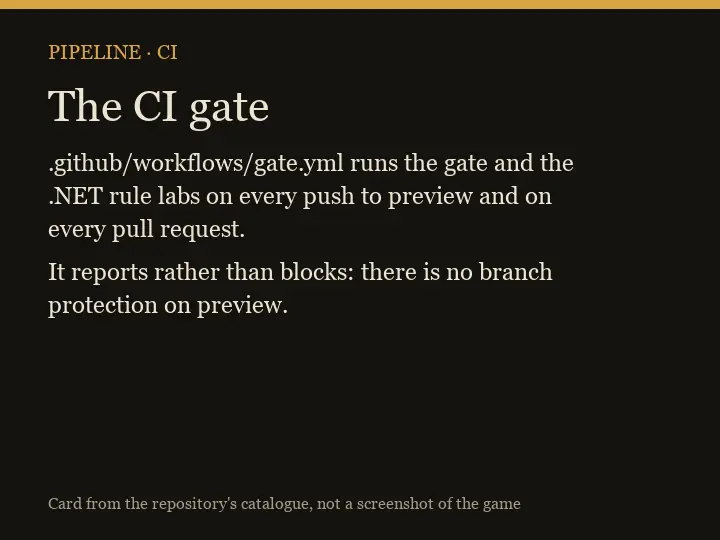 PIPELINE · CI
The CI gate
.github/workflows/gate.yml runs the gate and the
.NET rule labs on every push to preview and on
every pull request.
It reports rather than blocks: there is no branch
protection on preview.
Card from the repository's catalogue, not a screenshot of the game